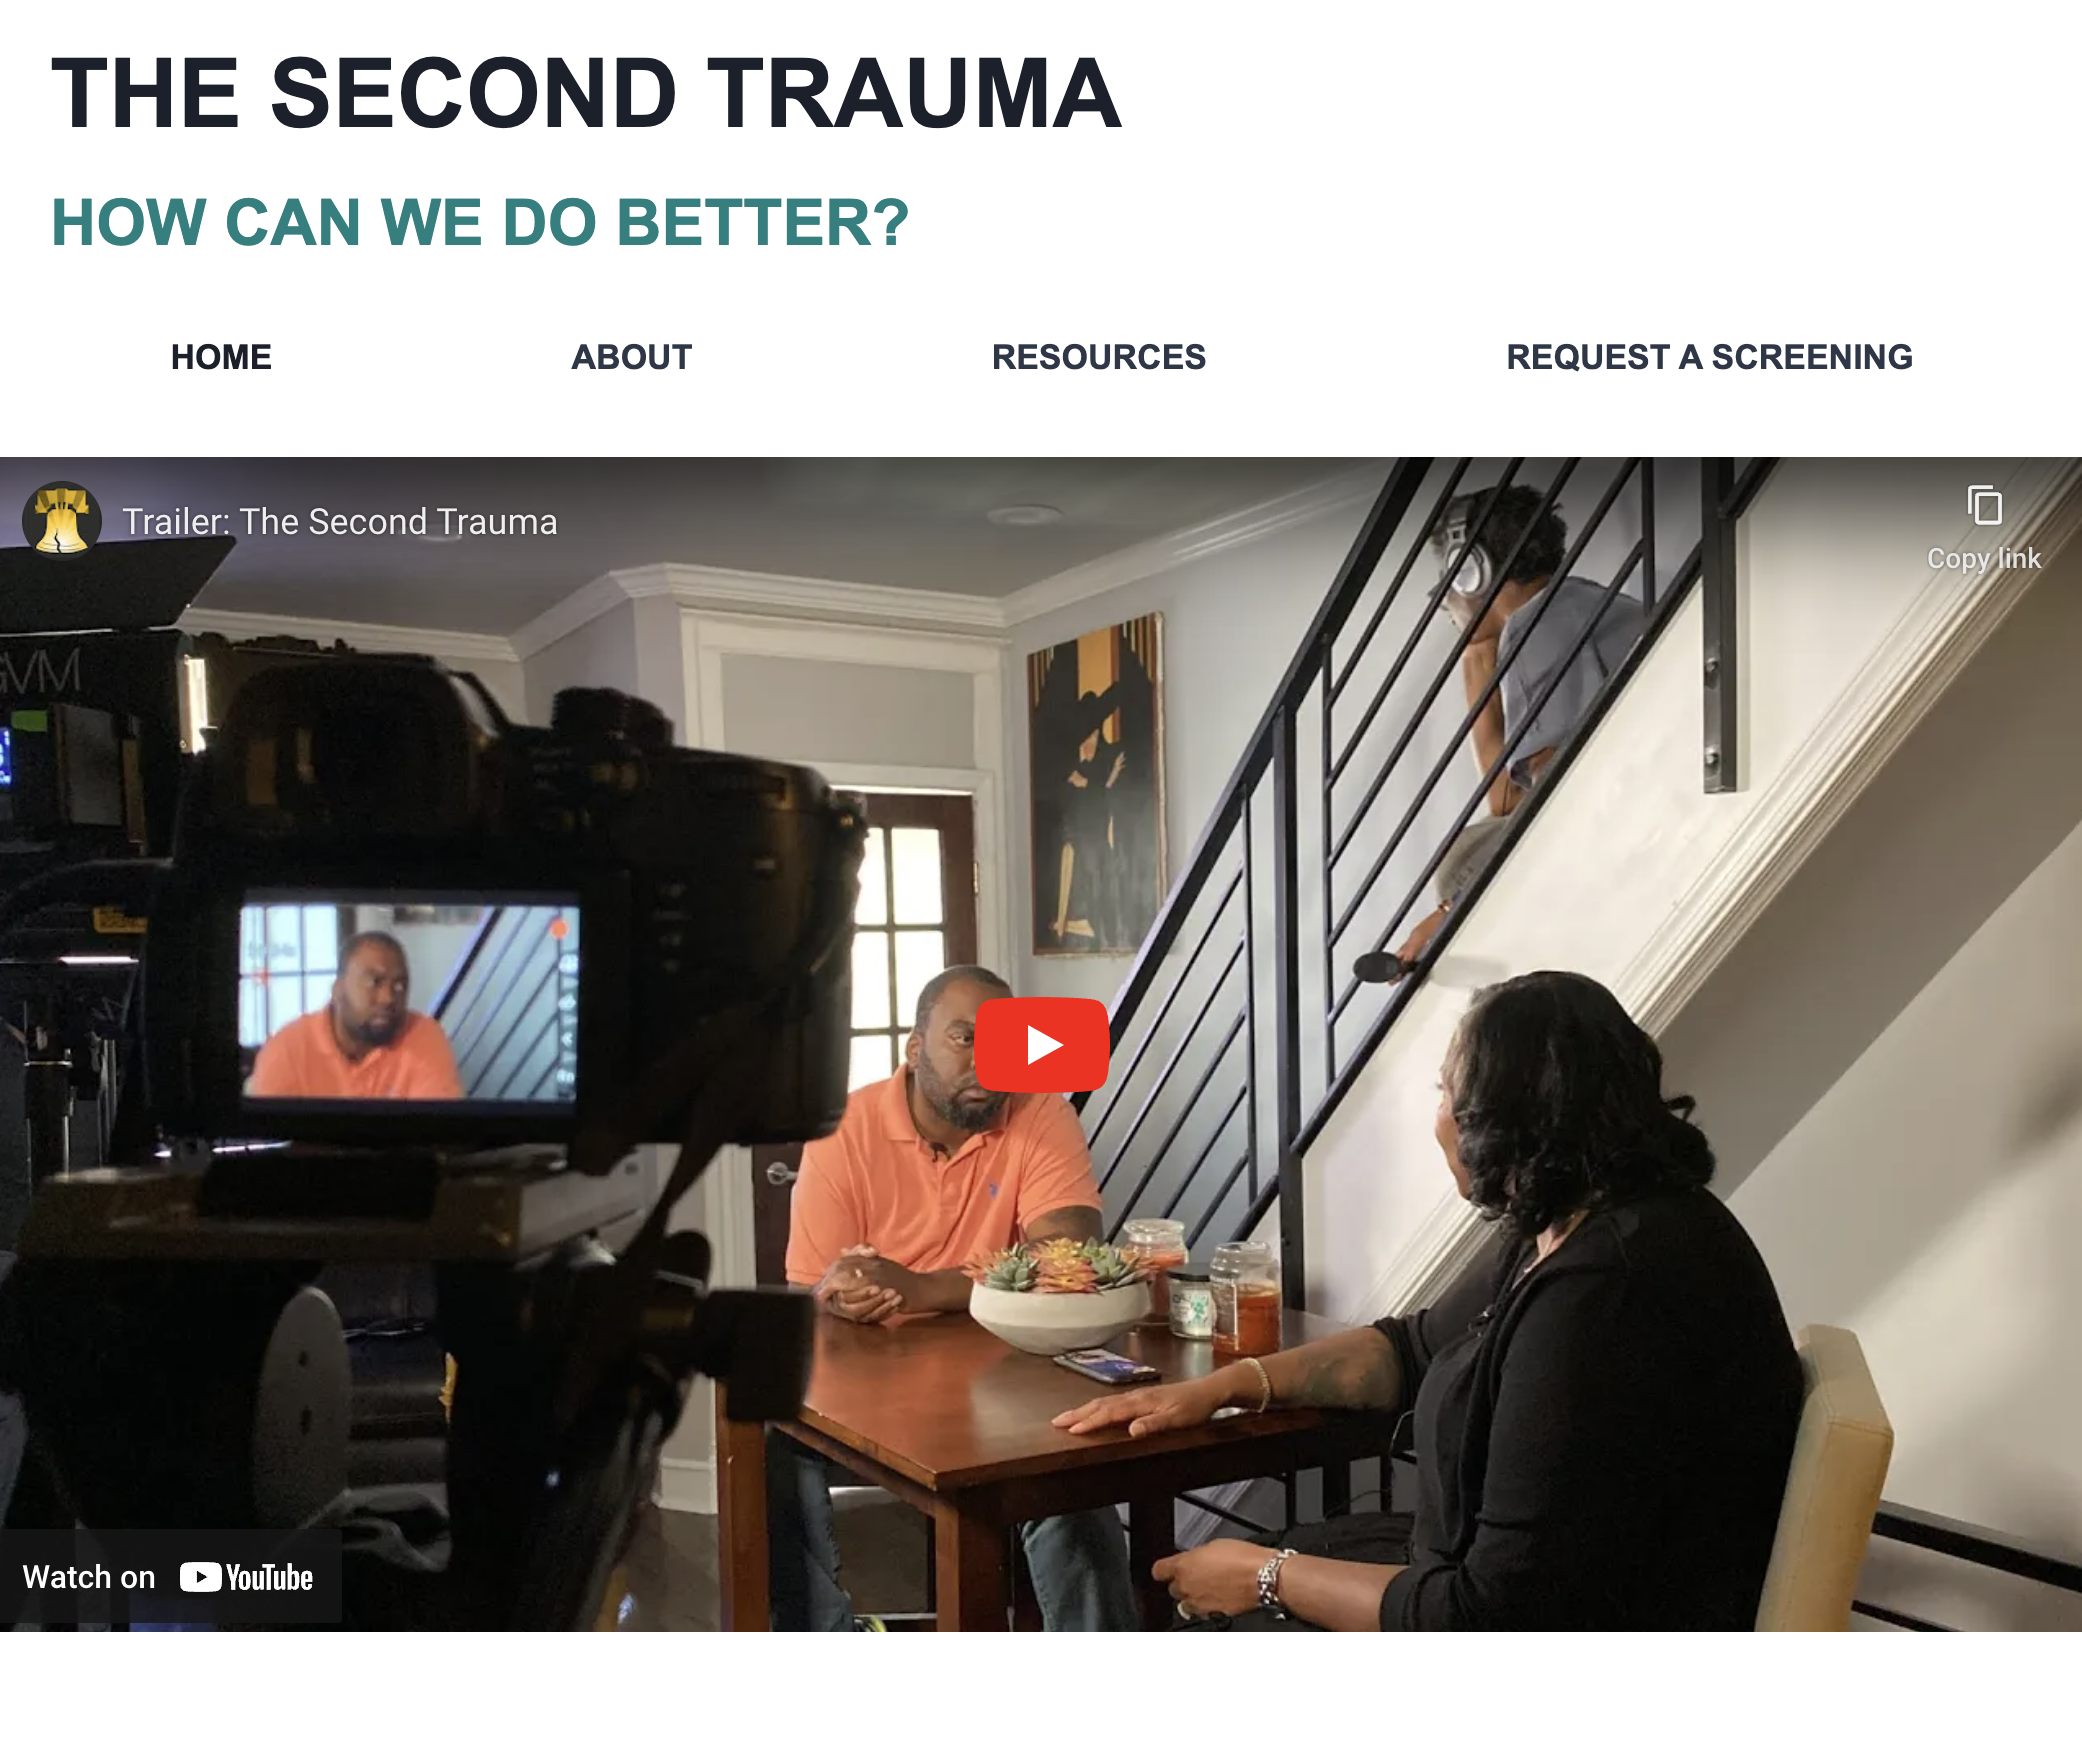 THE SECOND TRAUMA
HOW CAN WE DO BETTER?
HOME ABOUT RESOURCES REQUEST A SCREENING
Trailer: The Second Trauma
Copy link
GVM
Watch on YouTube